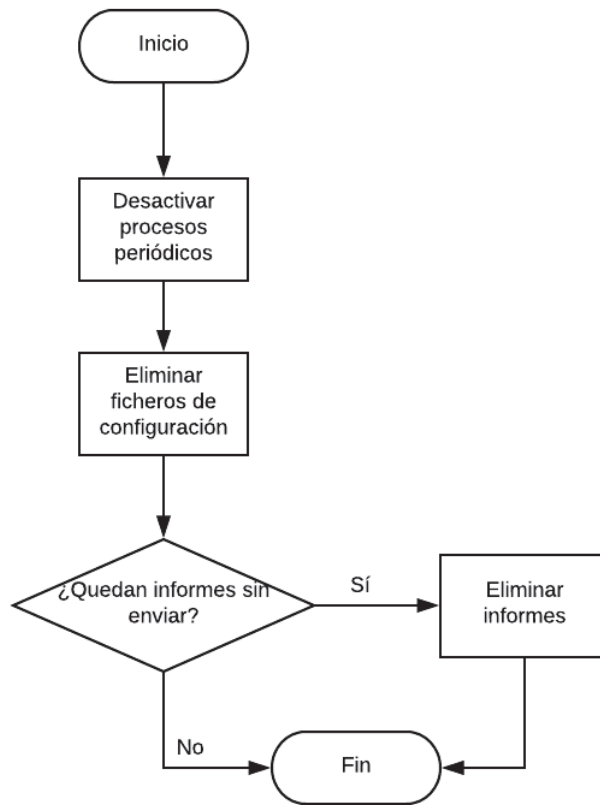 Inicio
Desactivar
procesos
periódicos
Eliminar
ficheros de
configuración
¿Quedan informes sin
enviar?
Sí
Eliminar
informes
No
Fin